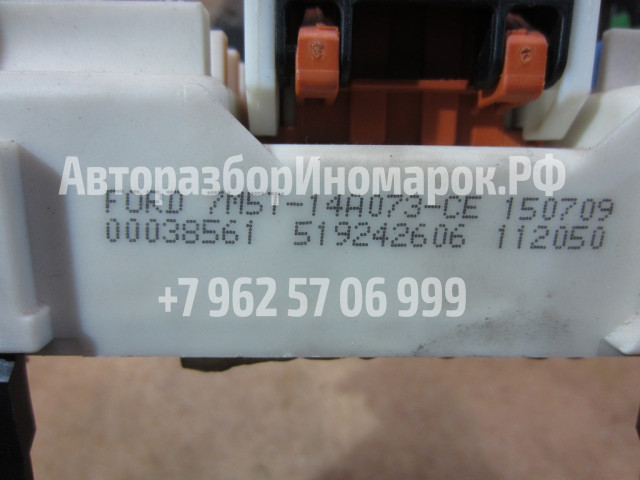 АвторазборИномарок.РФ
FORD 7M5T-14A073-CE 150709
00038561 519242606 112050
+7 962 57 06 999